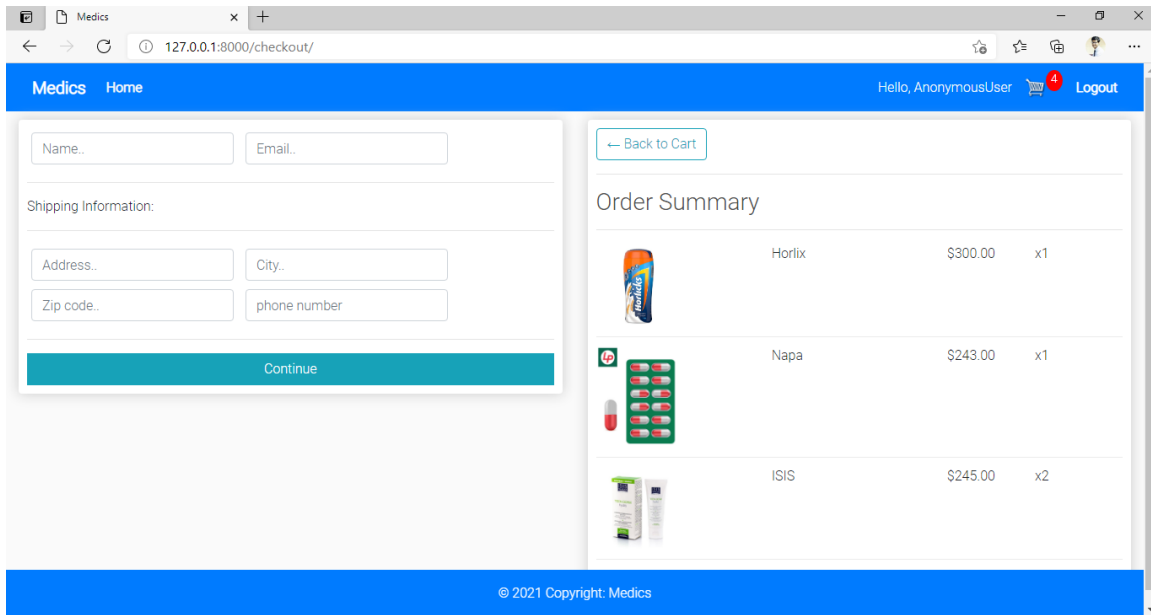 Medics
127.0.0.1:8000/checkout/
Medics Home Hello, AnonymousUser 4 Logout
Name.. Email..
Shipping Information:
Address.. City..
Zip code.. phone number
Continue
← Back to Cart
Order Summary
Horlix $300.00 x1
Horlicks
Napa $243.00 x1
LP
ISIS $245.00 x2
© 2021 Copyright: Medics